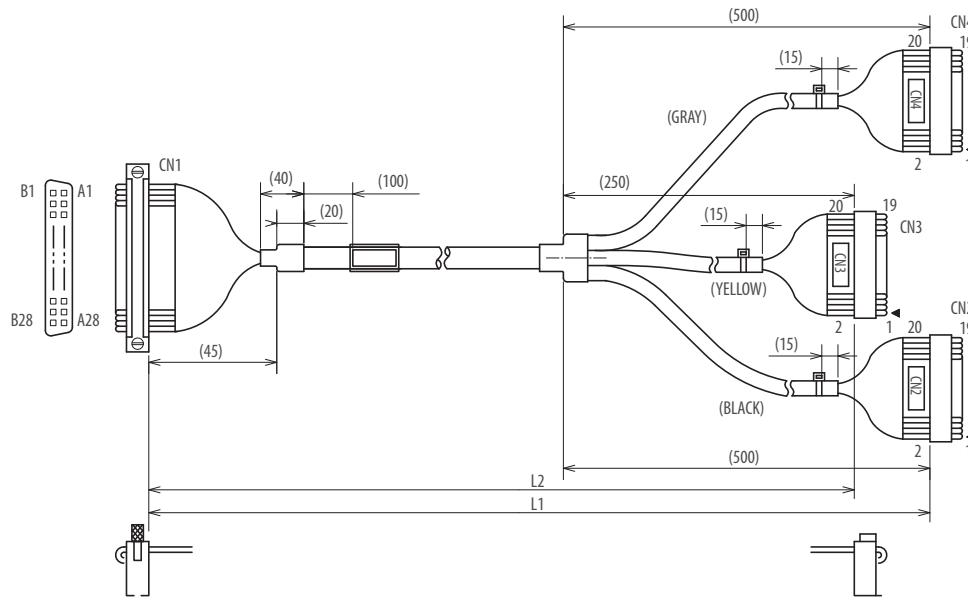 (500)
CN4
20
19
(15)
CN4
(GRAY)
2
CN1
B1
A1
(40)
(100)
(20)
(250)
(15)
20
19
CN3
CN3
(YELLOW)
2
1
B28
A28
(45)
CN2
20
19
(15)
CN2
(BLACK)
2
(500)
L2
L1